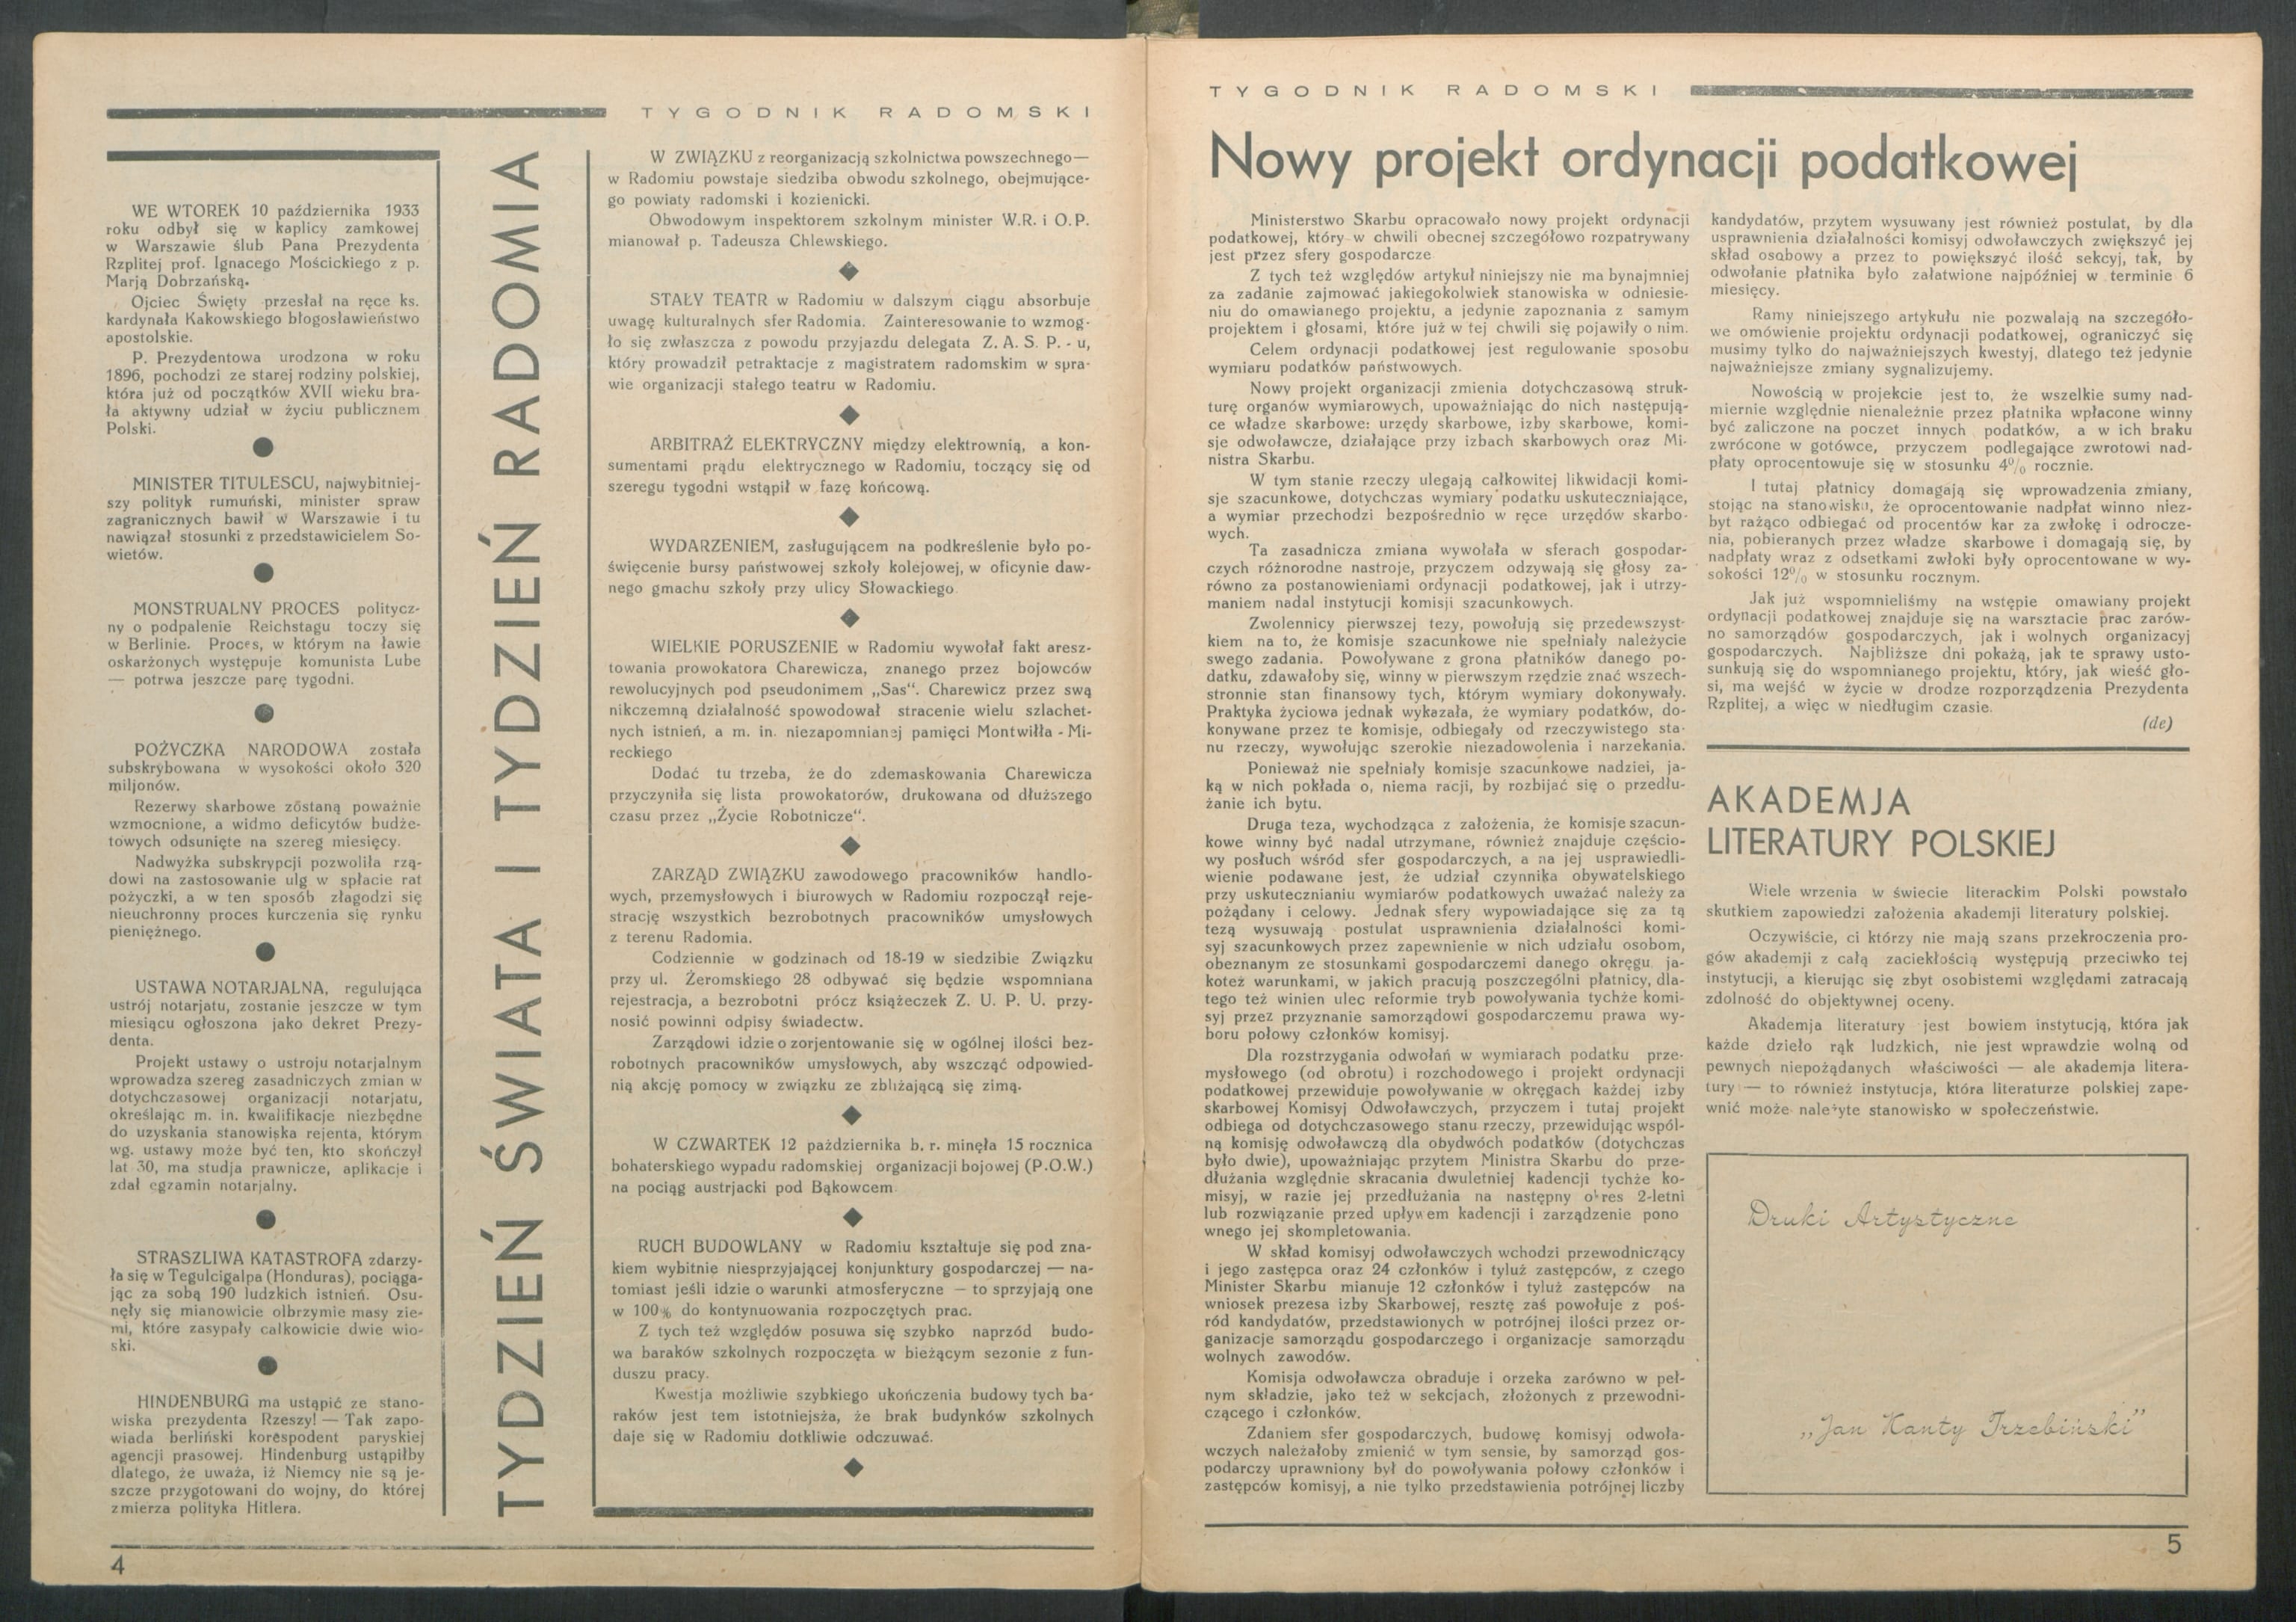 TYGODNIK RADOMSKI
WE WTOREK 10 października 1933
roku odbył się w kaplicy zamkowej
w Warszawie ślub Pana Prezydenta
Rzplitej prof. Ignacego Mościckiego z p.
Marją Dobrzańską.
Ojciec Święty przesłał na ręce ks.
kardynała Kakowskiego błogosławieństwo
apostolskie.
P. Prezydentowa urodzona w roku
1896, pochodzi ze starej rodziny polskiej,
która już od początków XVII wieku bra-
ła aktywny udział w życiu publicznem
Polski.
MINISTER TITULESCU, najwybitniej-
szy polityk rumuński, minister spraw
zagranicznych bawił w Warszawie i tu
nawiązał stosunki z przedstawicielem So-
wietów.
MONSTRUALNY PROCES politycz-
ny o podpalenie Reichstagu toczy się
w Berlinie. Proces, w którym na ławie
oskarżonych występuje komunista Lube
— potrwa jeszcze parę tygodni.
POŻYCZKA NARODOWA została
subskrybowana w wysokości około 320
miljonów.
Rezerwy skarbowe zostaną poważnie
wzmocnione, a widmo deficytów budże-
towych odsunięte na szereg miesięcy.
Nadwyżka subskrypcji pozwoliła rzą-
dowi na zastosowanie ulg w spłacie rat
pożyczki, a w ten sposób złagodzi się
nieuchronny proces kurczenia się rynku
pieniężnego.
USTAWA NOTARJALNA, regulująca
ustrój notarjatu, zostanie jeszcze w tym
miesiącu ogłoszona jako dekret Prezy-
denta.
Projekt ustawy o ustroju notarjalnym
wprowadza szereg zasadniczych zmian w
dotychczasowej organizacji notarjatu,
określając m. in. kwalifikacje niezbędne
do uzyskania stanowiska rejenta, którym
wg. ustawy może być ten, kto skończył
lat 30, ma studja prawnicze, aplikacje i
zdał egzamin notarjalny.
STRASZLIWA KATASTROFA zdarzy-
ła się w Tegulcigalpa (Honduras), pociąga-
jąc za sobą 190 ludzkich istnień. Osu-
nęły się mianowicie olbrzymie masy zie-
mi, które zasypały całkowicie dwie wio-
ski.
HINDENBURG ma ustąpić ze stano-
wiska prezydenta Rzeszy! — Tak zapo-
wiada berliński korespodent paryskiej
agencji prasowej. Hindenburg ustąpiłby
dlatego, że uważa, iż Niemcy nie są je-
szcze przygotowani do wojny, do której
zmierza polityka Hitlera.
TYDZIEŃ ŚWIATA I TYDZIEŃ RADOMIA
W ZWIĄZKU z reorganizacją szkolnictwa powszechnego—
w Radomiu powstaje siedziba obwodu szkolnego, obejmujące-
go powiaty radomski i kozienicki.
Obwodowym inspektorem szkolnym minister W.R. i O.P.
mianował p. Tadeusza Chlewskiego.
STAŁY TEATR w Radomiu w dalszym ciągu absorbuje
uwagę kulturalnych sfer Radomia. Zainteresowanie to wzmog-
ło się zwłaszcza z powodu przyjazdu delegata Z. A. S. P. - u,
który prowadził petraktacje z magistratem radomskim w spra-
wie organizacji stałego teatru w Radomiu.
ARBITRAŻ ELEKTRYCZNY między elektrownią, a kon-
sumentami prądu elektrycznego w Radomiu, toczący się od
szeregu tygodni wstąpił w fazę końcową.
WYDARZENIEM, zasługującem na podkreślenie było po-
święcenie bursy państwowej szkoły kolejowej, w oficynie daw-
nego gmachu szkoły przy ulicy Słowackiego
WIELKIE PORUSZENIE w Radomiu wywołał fakt aresz-
towania prowokatora Charewicza, znanego przez bojowców
rewolucyjnych pod pseudonimem „Sas“. Charewicz przez swą
nikczemną działalność spowodował stracenie wielu szlachet-
nych istnień, a m. in. niezapomnianej pamięci Montwiłła - Mi-
reckiego
Dodać tu trzeba, że do zdemaskowania Charewicza
przyczyniła się lista prowokatorów, drukowana od dłuższego
czasu przez „Życie Robotnicze“.
ZARZĄD ZWIĄZKU zawodowego pracowników handlo-
wych, przemysłowych i biurowych w Radomiu rozpoczął reje-
strację wszystkich bezrobotnych pracowników umysłowych
z terenu Radomia.
Codziennie w godzinach od 18-19 w siedzibie Związku
przy ul. Żeromskiego 28 odbywać się będzie wspomniana
rejestracja, a bezrobotni prócz książeczek Z. U. P. U. przy-
nosić powinni odpisy świadectw.
Zarządowi idzie o zorjentowanie się w ogólnej ilości bez-
robotnych pracowników umysłowych, aby wszcząć odpowied-
nią akcję pomocy w związku ze zbliżającą się zimą.
W CZWARTEK 12 października b. r. minęła 15 rocznica
bohaterskiego wypadu radomskiej organizacji bojowej (P.O.W.)
na pociąg austrjacki pod Bąkowcem
RUCH BUDOWLANY w Radomiu kształtuje się pod zna-
kiem wybitnie niesprzyjającej konjunktury gospodarczej — na-
tomiast jeśli idzie o warunki atmosferyczne — to sprzyjają one
w 100% do kontynuowania rozpoczętych prac.
Z tych też względów posuwa się szybko naprzód budo-
wa baraków szkolnych rozpoczęta w bieżącym sezonie z fun-
duszu pracy.
Kwestja możliwie szybkiego ukończenia budowy tych ba-
raków jest tem istotniejsza, że brak budynków szkolnych
daje się w Radomiu dotkliwie odczuwać.
4
TYGODNIK RADOMSKI
Nowy projekt ordynacji podatkowej
Ministerstwo Skarbu opracowało nowy projekt ordynacji
podatkowej, który w chwili obecnej szczegółowo rozpatrywany
jest przez sfery gospodarcze
Z tych też względów artykuł niniejszy nie ma bynajmniej
za zadanie zajmować jakiegokolwiek stanowiska w odniesie-
niu do omawianego projektu, a jedynie zapoznania z samym
projektem i głosami, które już w tej chwili się pojawiły o nim.
Celem ordynacji podatkowej jest regulowanie sposobu
wymiaru podatków państwowych.
Nowy projekt organizacji zmienia dotychczasową struk-
turę organów wymiarowych, upoważniając do nich następują-
ce władze skarbowe: urzędy skarbowe, izby skarbowe, komi-
sje odwoławcze, działające przy izbach skarbowych oraz Mi-
nistra Skarbu.
W tym stanie rzeczy ulegają całkowitej likwidacji komi-
sje szacunkowe, dotychczas wymiary podatku uskuteczniające,
a wymiar przechodzi bezpośrednio w ręce urzędów skarbo-
wych.
Ta zasadnicza zmiana wywołała w sferach gospodar-
czych różnorodne nastroje, przyczem odzywają się głosy za-
równo za postanowieniami ordynacji podatkowej, jak i utrzy-
maniem nadal instytucji komisji szacunkowych.
Zwolennicy pierwszej tezy, powołują się przedewszyst-
kiem na to, że komisje szacunkowe nie spełniały należycie
swego zadania. Powoływane z grona płatników danego po-
datku, zdawałoby się, winny w pierwszym rzędzie znać wszech-
stronnie stan finansowy tych, którym wymiary dokonywały.
Praktyka życiowa jednak wykazała, że wymiary podatków, do-
konywane przez te komisje, odbiegały od rzeczywistego sta-
nu rzeczy, wywołując szerokie niezadowolenia i narzekania.
Ponieważ nie spełniały komisje szacunkowe nadziei, ja-
ką w nich pokłada o, niema racji, by rozbijać się o przedłu-
żanie ich bytu.
Druga teza, wychodząca z założenia, że komisje szacun-
kowe winny być nadal utrzymane, również znajduje częścio-
wy posłuch wśród sfer gospodarczych, a na jej usprawiedli-
wienie podawane jest, że udział czynnika obywatelskiego
przy uskutecznianiu wymiarów podatkowych uważać należy za
pożądany i celowy. Jednak sfery wypowiadające się za tą
tezą wysuwają postulat usprawnienia działalności komi-
syj szacunkowych przez zapewnienie w nich udziału osobom,
obeznanym ze stosunkami gospodarczemi danego okręgu, ja-
koteż warunkami, w jakich pracują poszczególni płatnicy, dla-
tego też winien ulec reformie tryb powoływania tychże komi-
syj przez przyznanie samorządowi gospodarczemu prawa wy-
boru połowy członków komisyj.
Dla rozstrzygania odwołań w wymiarach podatku prze-
mysłowego (od obrotu) i rozchodowego i projekt ordynacji
podatkowej przewiduje powoływanie w okręgach każdej izby
skarbowej Komisyj Odwoławczych, przyczem i tutaj projekt
odbiega od dotychczasowego stanu rzeczy, przewidując wspól-
ną komisję odwoławczą dla obydwóch podatków (dotychczas
było dwie), upoważniając przytem Ministra Skarbu do prze-
dłużania względnie skracania dwuletniej kadencji tychże ko-
misyj, w razie jej przedłużania na następny okres 2-letni
lub rozwiązanie przed upływem kadencji i zarządzenie pono
wnego jej skompletowania.
W skład komisyj odwoławczych wchodzi przewodniczący
i jego zastępca oraz 24 członków i tyluż zastępców, z czego
Minister Skarbu mianuje 12 członków i tyluż zastępców na
wniosek prezesa izby Skarbowej, resztę zaś powołuje z poś-
ród kandydatów, przedstawionych w potrójnej ilości przez or-
ganizacje samorządu gospodarczego i organizacje samorządu
wolnych zawodów.
Komisja odwoławcza obraduje i orzeka zarówno w peł-
nym składzie, jako też w sekcjach, złożonych z przewodni-
czącego i członków.
Zdaniem sfer gospodarczych, budowę komisyj odwoła-
wczych należałoby zmienić w tym sensie, by samorząd gos-
podarczy uprawniony był do powoływania połowy członków i
zastępców komisyj, a nie tylko przedstawienia potrójnej liczby
kandydatów, przytem wysuwany jest również postulat, by dla
usprawnienia działalności komisyj odwoławczych zwiększyć jej
skład osobowy a przez to powiększyć ilość sekcyj, tak, by
odwołanie płatnika było załatwione najpóźniej w terminie 6
miesięcy.
Ramy niniejszego artykułu nie pozwalają na szczegóło-
we omówienie projektu ordynacji podatkowej, ograniczyć się
musimy tylko do najważniejszych kwestyj, dlatego też jedynie
najważniejsze zmiany sygnalizujemy.
Nowością w projekcie jest to, że wszelkie sumy nad-
miernie względnie nienależnie przez płatnika wpłacone winny
być zaliczone na poczet innych podatków, a w ich braku
zwrócone w gotówce, przyczem podlegające zwrotowi nad-
płaty oprocentowuje się w stosunku 4% rocznie.
I tutaj płatnicy domagają się wprowadzenia zmiany,
stojąc na stanowisku, że oprocentowanie nadpłat winno niez-
byt rażąco odbiegać od procentów kar za zwłokę i odrocze-
nia, pobieranych przez władze skarbowe i domagają się, by
nadpłaty wraz z odsetkami zwłoki były oprocentowane w wy-
sokości 12% w stosunku rocznym.
Jak już wspomnieliśmy na wstępie omawiany projekt
ordynacji podatkowej znajduje się na warsztacie prac zarów-
no samorządów gospodarczych, jak i wolnych organizacyj
gospodarczych. Najbliższe dni pokażą, jak te sprawy usto-
sunkują się do wspomnianego projektu, który, jak wieść gło-
si, ma wejść w życie w drodze rozporządzenia Prezydenta
Rzplitej, a więc w niedługim czasie.
(de)
AKADEMJA
LITERATURY POLSKIEJ
Wiele wrzenia w świecie literackim Polski powstało
skutkiem zapowiedzi założenia akademji literatury polskiej.
Oczywiście, ci którzy nie mają szans przekroczenia pro-
gów akademji z całą zaciekłością występują przeciwko tej
instytucji, a kierując się zbyt osobistemi względami zatracają
zdolność do objektywnej oceny.
Akademja literatury jest bowiem instytucją, która jak
każde dzieło rąk ludzkich, nie jest wprawdzie wolną od
pewnych niepożądanych właściwości — ale akademja litera-
tury — to również instytucja, która literaturze polskiej zape-
wnić może należyte stanowisko w społeczeństwie.
Druki Artystyczne
„Jan Kanty Trzebiński”
5